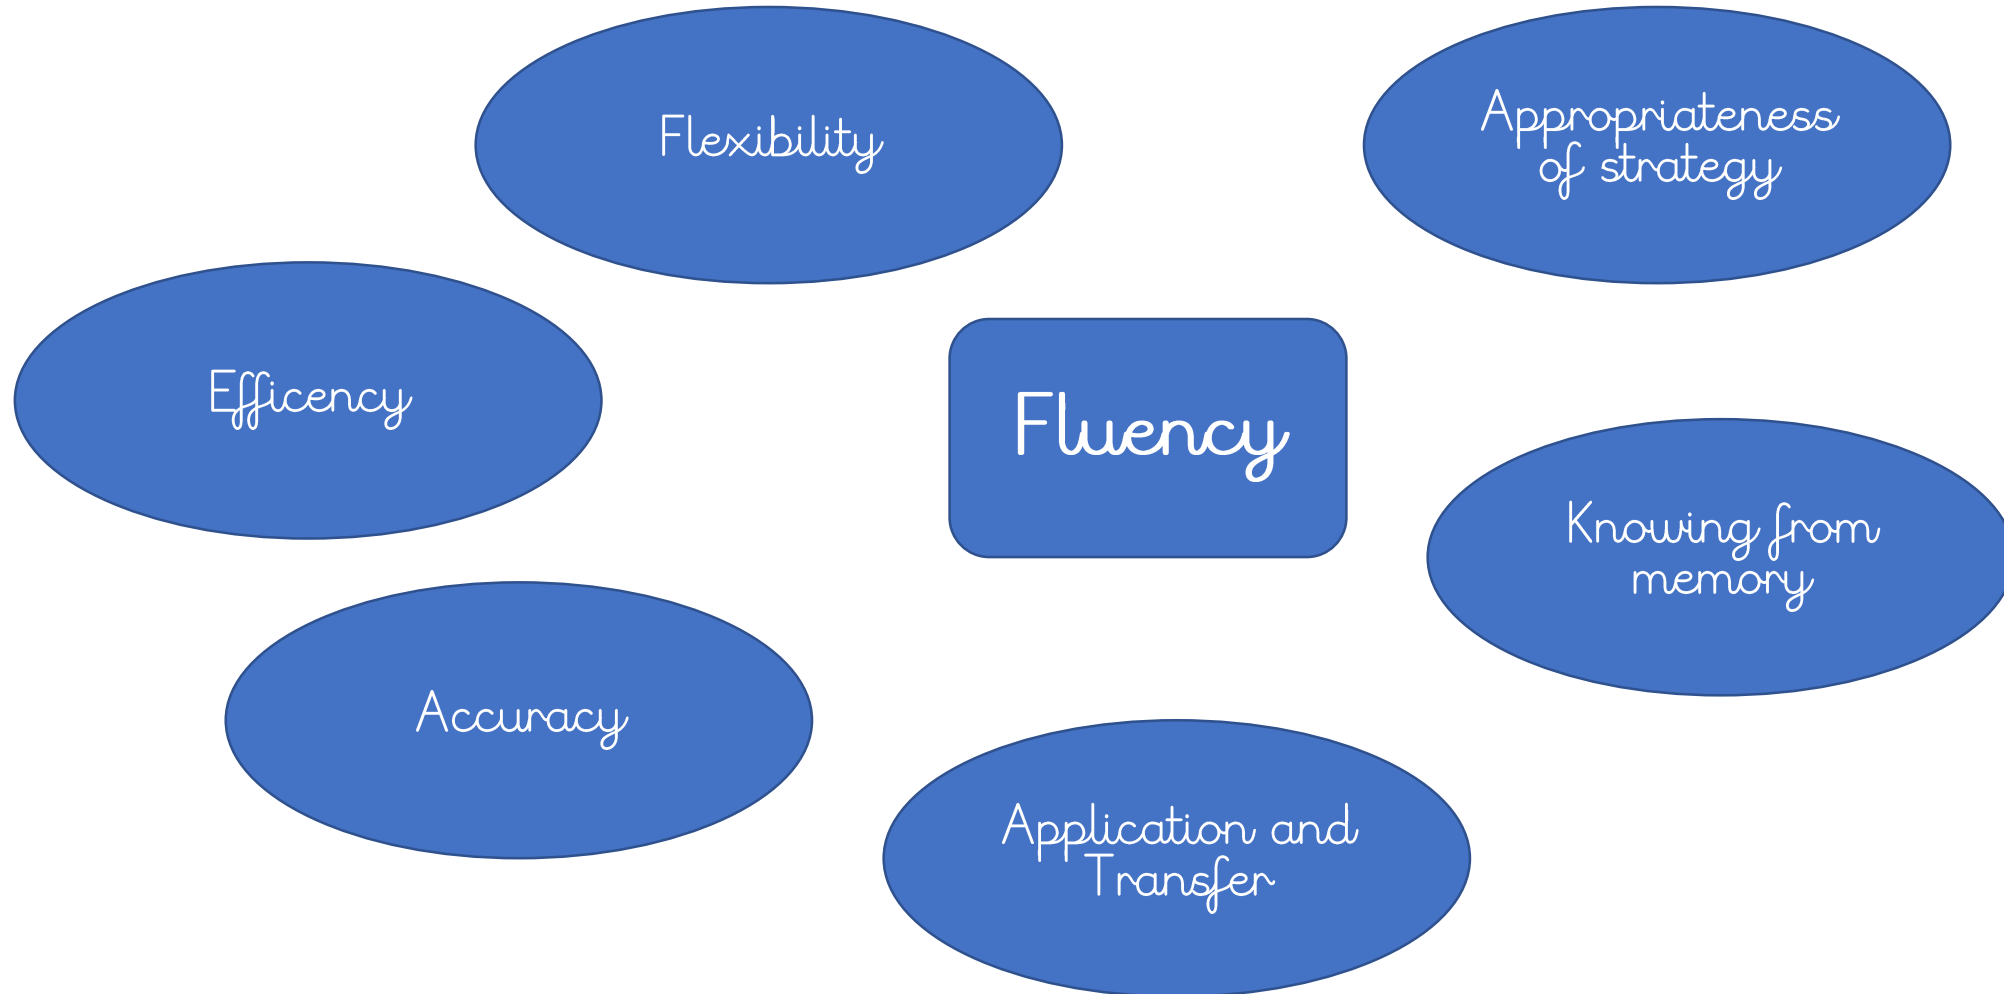 Flexibility
Appropriateness
of strategy
Efficency
Fluency
Knowing from
memory
Accuracy
Application and
Transfer